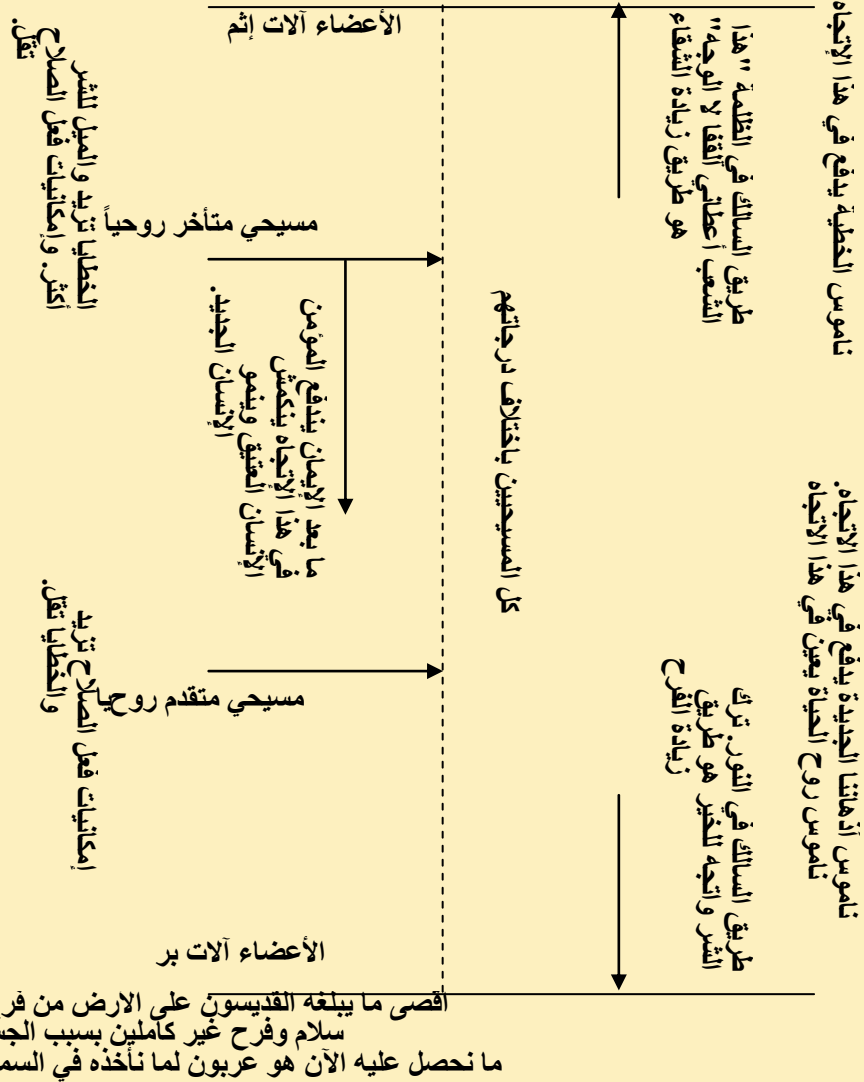 الأعضاء آلات إثم
ناموس الخطية يدفع في هذا الإتجاه
طريق السالك في الظلمة "هذا
الشعب أعطاني القفا لا الوجه"
هو طريق زيادة الشقاء
الخطايا تزيد والميل للشر
أكثر. وإمكانيات فعل الصلاح
تقل.
مسيحي متأخر روحياً
كل المسيحيين باختلاف درجاتهم
ما بعد الإيمان يندفع المؤمن
في هذا الإتجاه ينكمش
الإنسان العتيق وينمو
الإنسان الجديد.
ناموس أذهاننا الجديدة يدفع في هذا الاتجاه.
ناموس روح الحياة يعين في هذا الاتجاه
طريق السالك في النور. ترك
الشر واتجه للخير هو طريق
زيادة الفرح
مسيحي متقدم روحيا
إمكانيات فعل الصلاح تزيد
والخطايا تقل.
الأعضاء آلات بر
أقصى ما يبلغه القديسون على الارض من
سلام وفرح غير كاملين بسبب
ما نحصل عليه الآن هو عربون لما نأخذه في